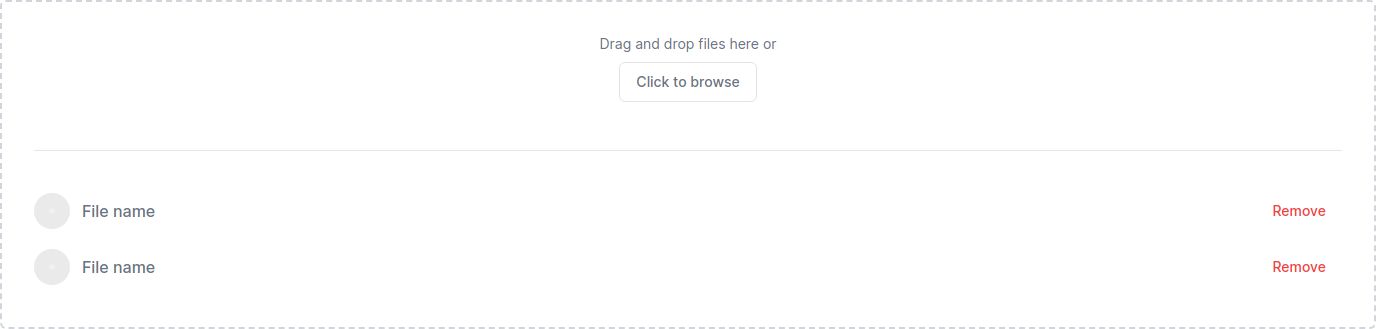 Drag and drop files here or
Click to browse
File name
Remove
File name
Remove